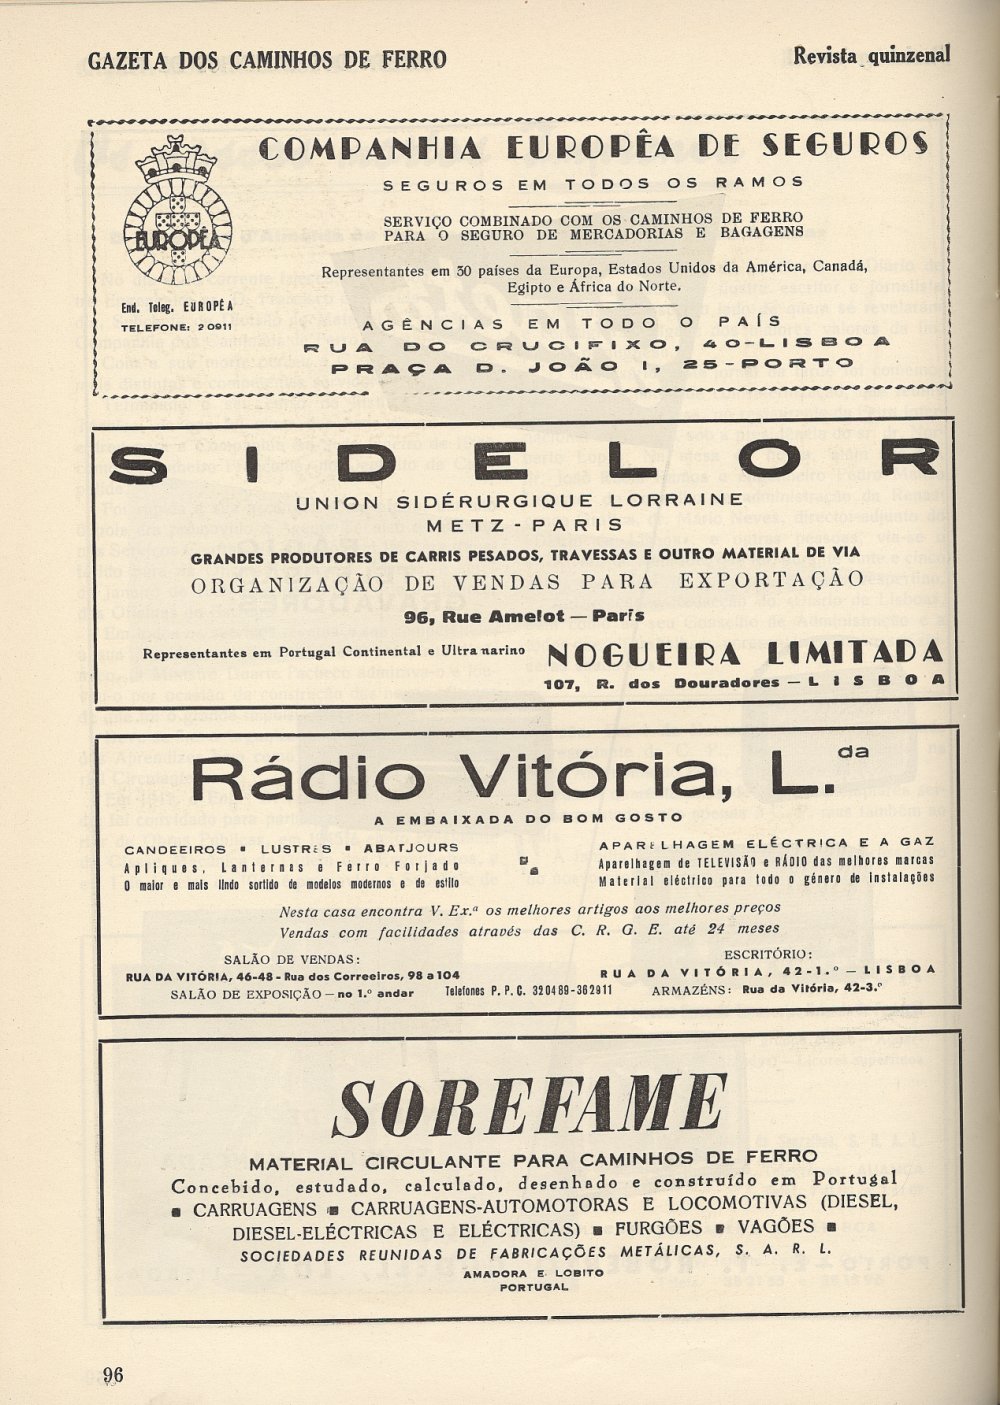 GAZETA DOS CAMINHOS DE FERRO
Revista quinzenal
EUROPÊA
End. Teleg. EUROPÊA
TELEFONE: 20911
COMPANHIA EUROPÊA DE SEGUROS
SEGUROS EM TODOS OS RAMOS
SERVIÇO COMBINADO COM OS CAMINHOS DE FERRO
PARA O SEGURO DE MERCADORIAS E BAGAGENS
Representantes em 30 países da Europa, Estados Unidos da América, Canadá,
Egipto e África do Norte.
AGÊNCIAS EM TODO O PAÍS
RUA DO CRUCIFIXO, 40-LISBOA
PRAÇA D. JOÃO I, 25-PORTO
SIDELOR
UNION SIDÉRURGIQUE LORRAINE
METZ-PARIS
GRANDES PRODUTORES DE CARRIS PESADOS, TRAVESSAS E OUTRO MATERIAL DE VIA
ORGANIZAÇÃO DE VENDAS PARA EXPORTAÇÃO
96, Rue Amelot — Paris
Representantes em Portugal Continental e Ultramarino
NOGUEIRA LIMITADA
107, R. dos Douradores — LISBOA
Rádio Vitória, L.da
A EMBAIXADA DO BOM GOSTO
CANDEEIROS ▪ LUSTRES ▪ ABATJOURS
Apliques, Lanternas e Ferro Forjado
O maior e mais lindo sortido de modelos modernos e de estilo
APARELHAGEM ELÉCTRICA E A GAZ
Aparelhagem de TELEVISÃO e RÁDIO das melhores marcas
Material eléctrico para todo o género de instalações
Nesta casa encontra V. Ex.ª os melhores artigos aos melhores preços
Vendas com facilidades através das C. R. G. E. até 24 meses
SALÃO DE VENDAS:
RUA DA VITÓRIA, 46-48 - Rua dos Correeiros, 98 a 104
SALÃO DE EXPOSIÇÃO — no 1.º andar
Telefones P. P. C. 320489-362911
ESCRITÓRIO:
RUA DA VITÓRIA, 42-1.º — LISBOA
ARMAZÉNS: Rua da Vitória, 42-3.º
SOREFAME
MATERIAL CIRCULANTE PARA CAMINHOS DE FERRO
Concebido, estudado, calculado, desenhado e construído em Portugal
▪ CARRUAGENS ▪ CARRUAGENS-AUTOMOTORAS E LOCOMOTIVAS (DIESEL,
DIESEL-ELÉCTRICAS E ELÉCTRICAS) ▪ FURGÕES ▪ VAGÕES ▪
SOCIEDADES REUNIDAS DE FABRICAÇÕES METÁLICAS, S. A. R. L.
AMADORA E LOBITO
PORTUGAL
96